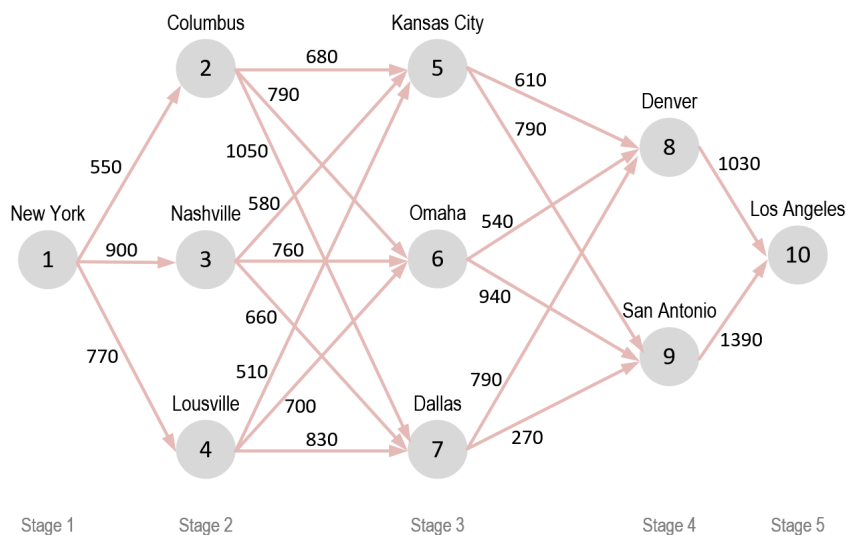 Columbus
Kansas City
2
680
5
610
790
Denver
790
8
550
1050
1030
New York
Nashville
580
Omaha
540
Los Angeles
1
900
3
760
6
10
940
San Antonio
660
9
1390
770
510
790
Lousville
700
Dallas
4
830
7
270
Stage 1
Stage 2
Stage 3
Stage 4
Stage 5